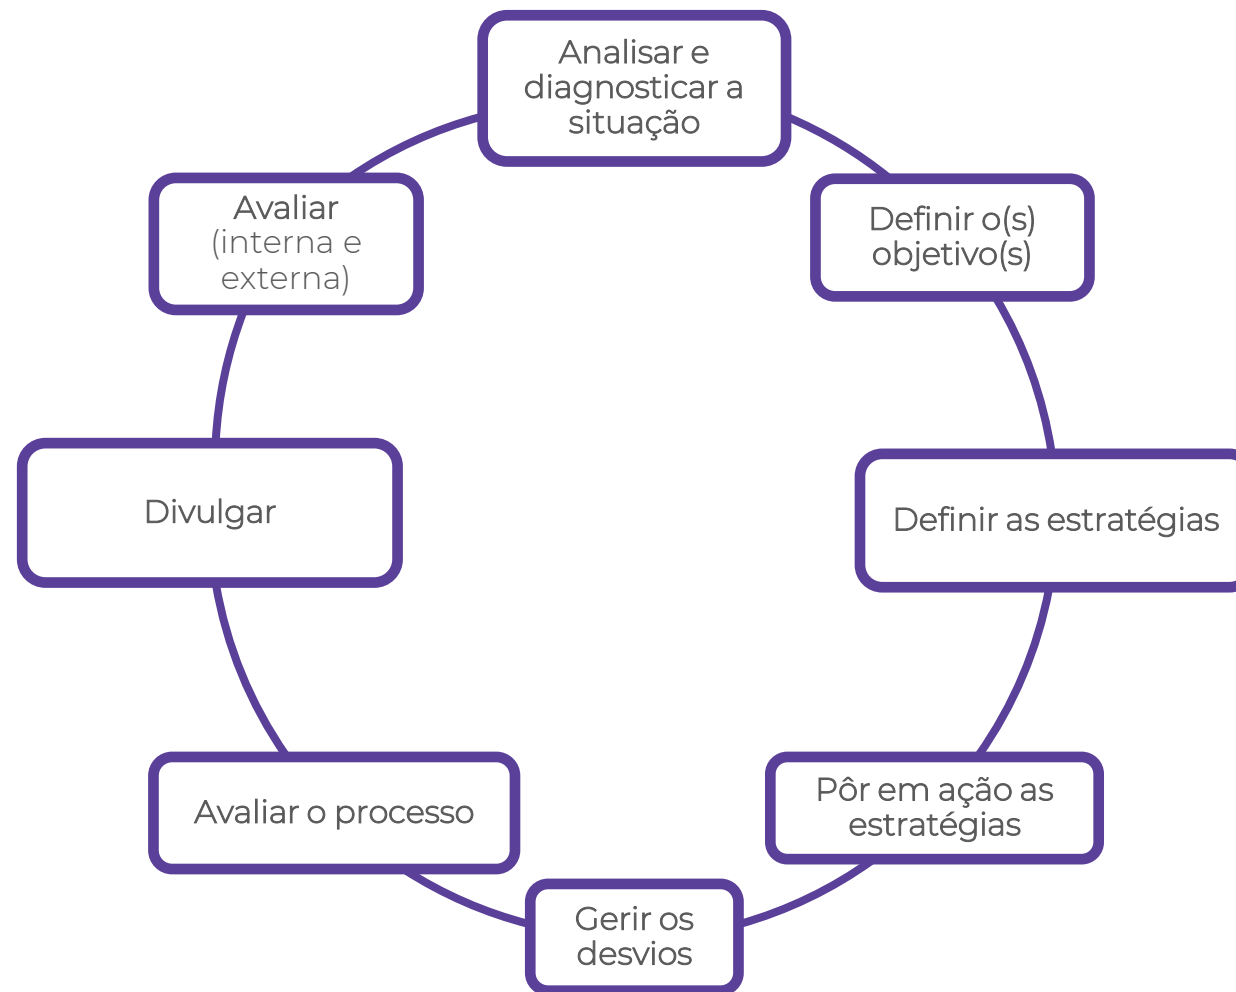 Analisar e
diagnosticar a
situação
Definir o(s)
objetivo(s)
Definir as estratégias
Pôr em ação as
estratégias
Gerir os
desvios
Avaliar o processo
Divulgar
Avaliar
(interna e
externa)